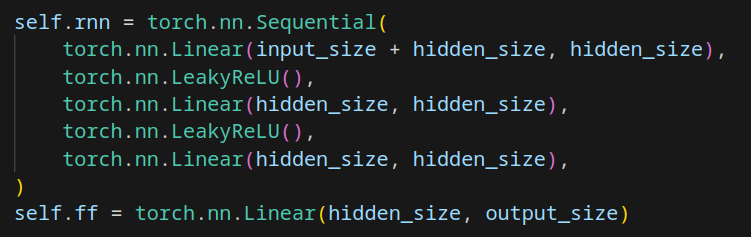 self.rnn = torch.nn.Sequential(
    torch.nn.Linear(input_size + hidden_size, hidden_size),
    torch.nn.LeakyReLU(),
    torch.nn.Linear(hidden_size, hidden_size),
    torch.nn.LeakyReLU(),
    torch.nn.Linear(hidden_size, hidden_size),
)
self.ff = torch.nn.Linear(hidden_size, output_size)